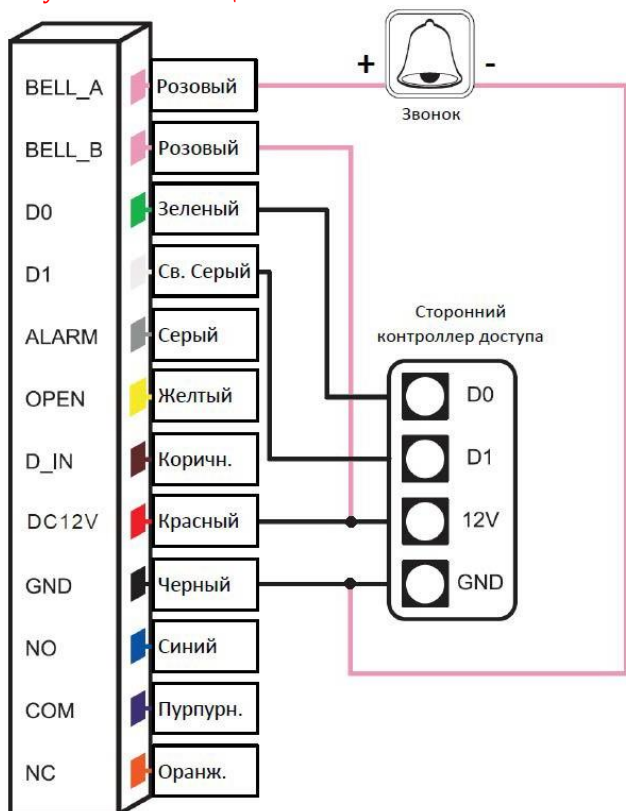 BELL_A Розовый
+ -
Звонок
BELL_B Розовый
D0 Зеленый
D1 Св. Серый
ALARM Серый
OPEN Желтый
D_IN Коричн.
DC12V Красный
GND Черный
NO Синий
COM Пурпурн.
NC Оранж.
Сторонний
контроллер доступа
D0
D1
12V
GND